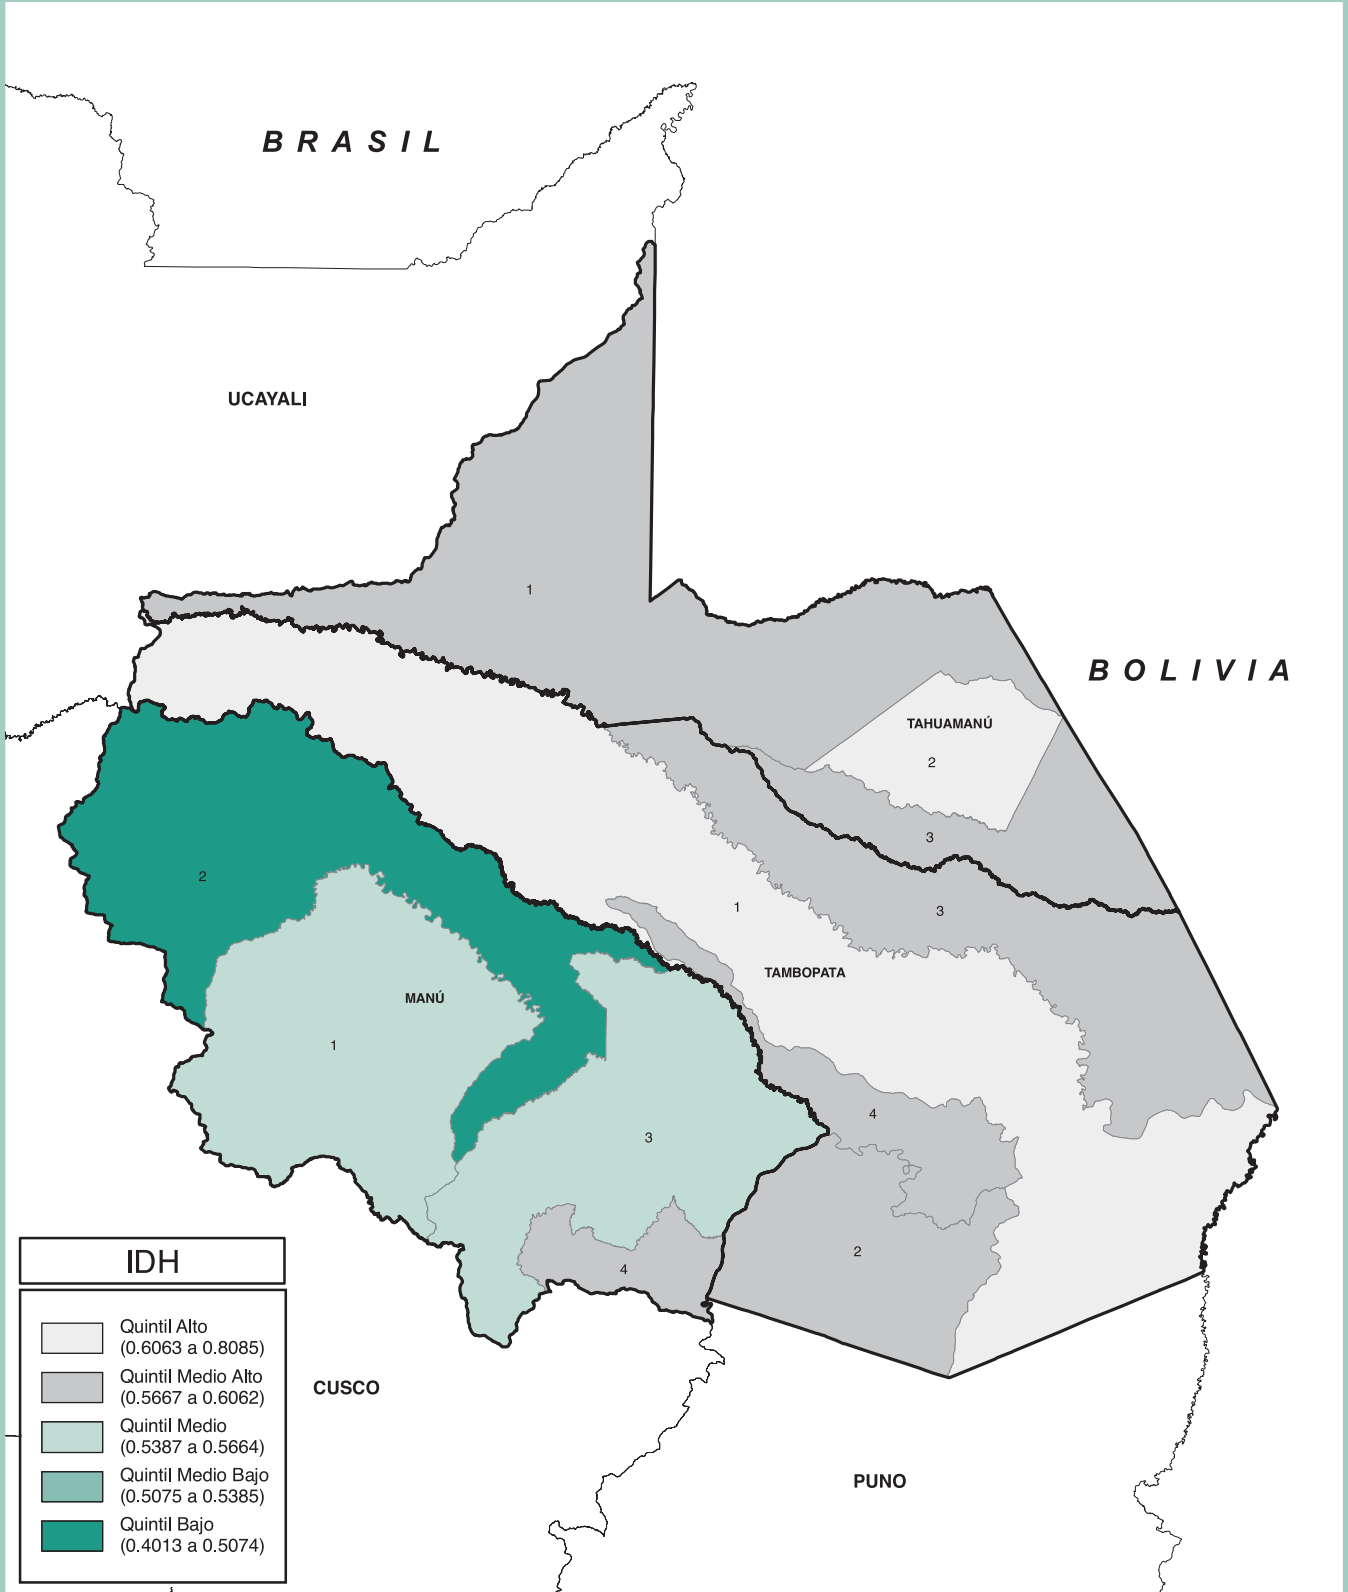 BRASIL
UCAYALI
1
BOLIVIA
TAHUAMANÚ
2
3
2
1
3
TAMBOPATA
MANÚ
1
4
3
2
4
IDH
Quintil Alto
(0.6063 a 0.8085)
Quintil Medio Alto
(0.5667 a 0.6062)
Quintil Medio
(0.5387 a 0.5664)
Quintil Medio Bajo
(0.5075 a 0.5385)
Quintil Bajo
(0.4013 a 0.5074)
CUSCO
PUNO